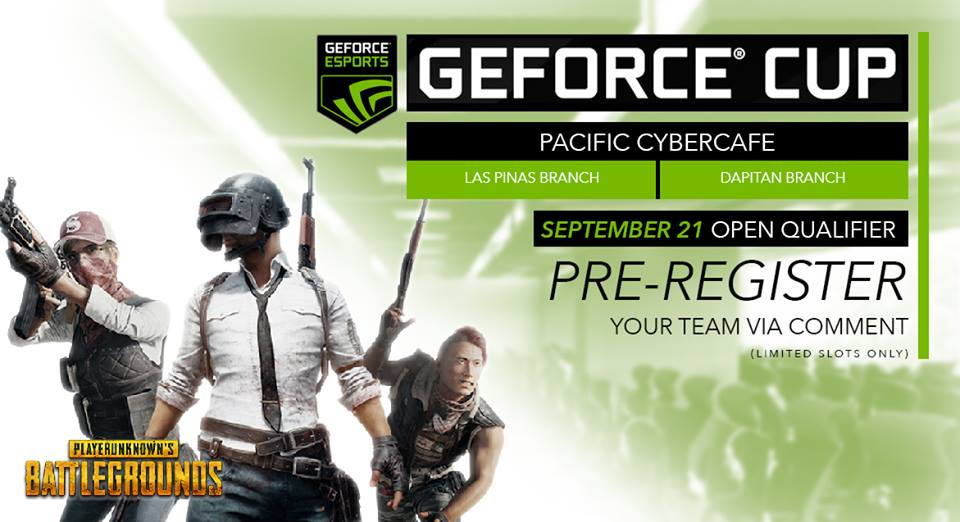 GEFORCE®
ESPORTS
GEFORCE® CUP
PACIFIC CYBERCAFE
LAS PINAS BRANCH
DAPITAN BRANCH
SEPTEMBER 21 OPEN QUALIFIER
PRE-REGISTER
YOUR TEAM VIA COMMENT
(LIMITED SLOTS ONLY)
PLAYERUNKNOWN'S
BATTLEGROUNDS